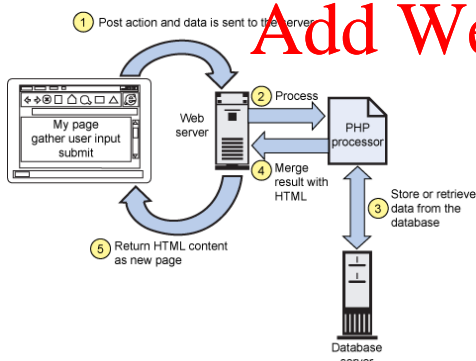 1 Post action and data is sent to the server
Add We
My page
gather user input
submit
Web
server
2 Process
PHP
processor
4 Merge
result with
HTML
3 Store or retrieve
data from the
database
5 Return HTML content
as new page
Database
server